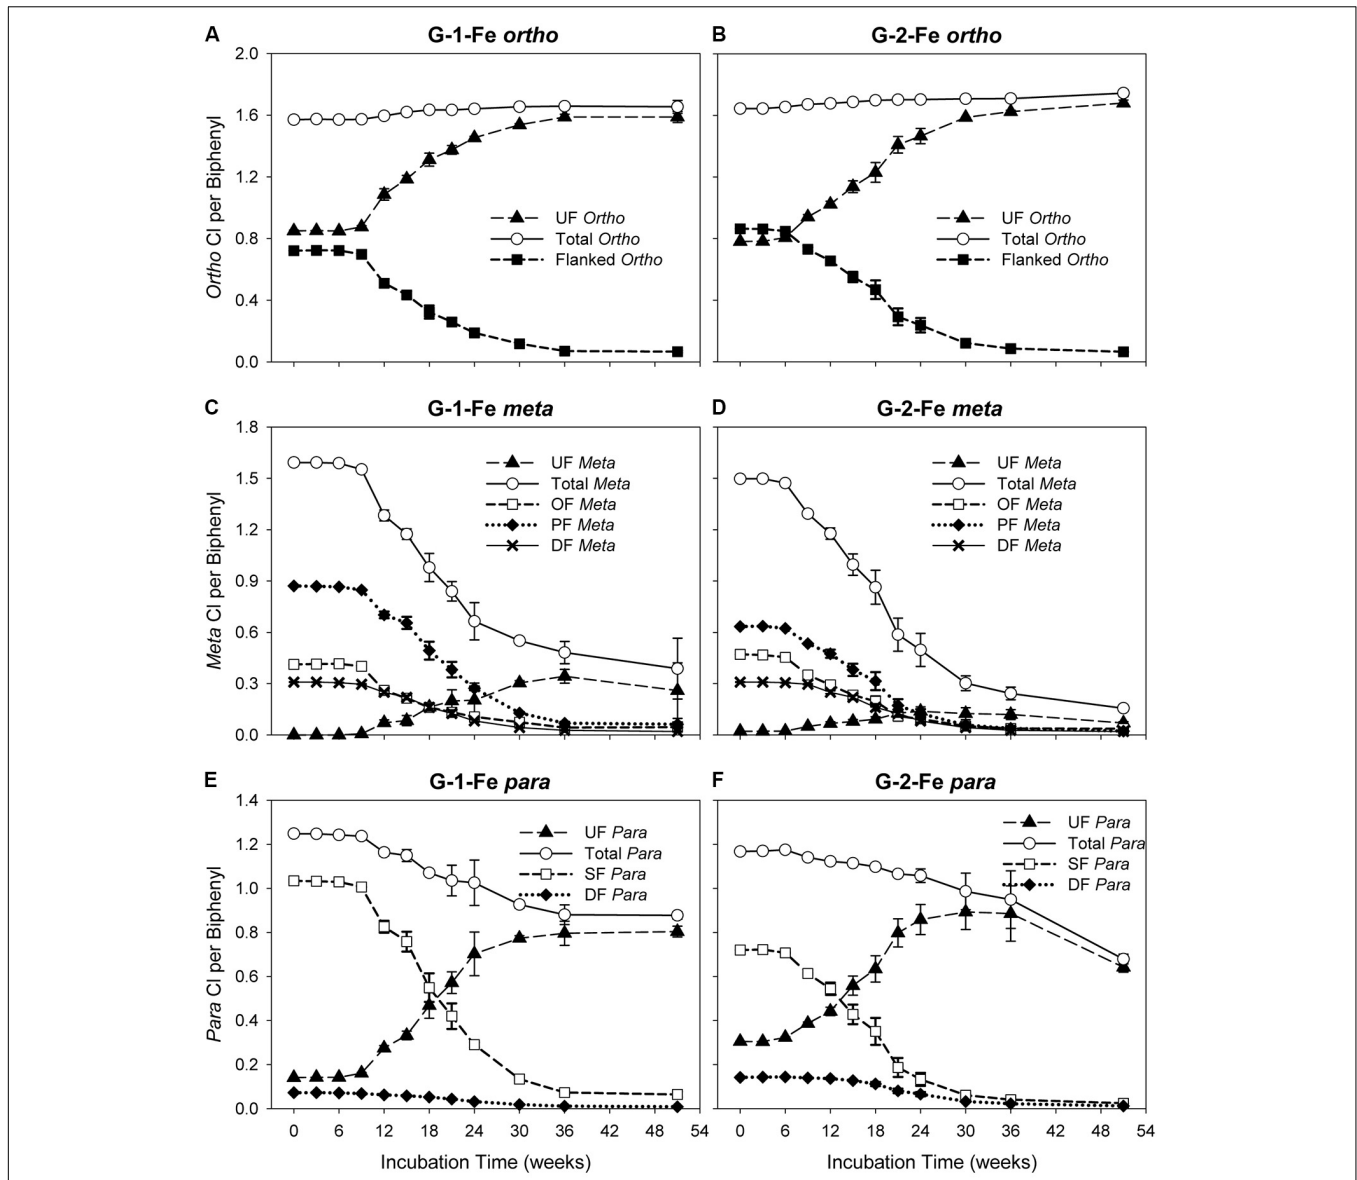 A G-1-Fe ortho
B G-2-Fe ortho
2.0
1.6
1.2
0.8
0.4
0.0
Ortho Cl per Biphenyl
UF Ortho
Total Ortho
Flanked Ortho
UF Ortho
Total Ortho
Flanked Ortho
C G-1-Fe meta
D G-2-Fe meta
1.8
1.5
1.2
0.9
0.6
0.3
0.0
Meta Cl per Biphenyl
UF Meta
Total Meta
OF Meta
PF Meta
DF Meta
UF Meta
Total Meta
OF Meta
PF Meta
DF Meta
E G-1-Fe para
F G-2-Fe para
1.4
1.2
1.0
0.8
0.6
0.4
0.2
0.0
Para Cl per Biphenyl
UF Para
Total Para
SF Para
DF Para
UF Para
Total Para
SF Para
DF Para
0 6 12 18 24 30 36 42 48 54
0 6 12 18 24 30 36 42 48 54
Incubation Time (weeks)
Incubation Time (weeks)